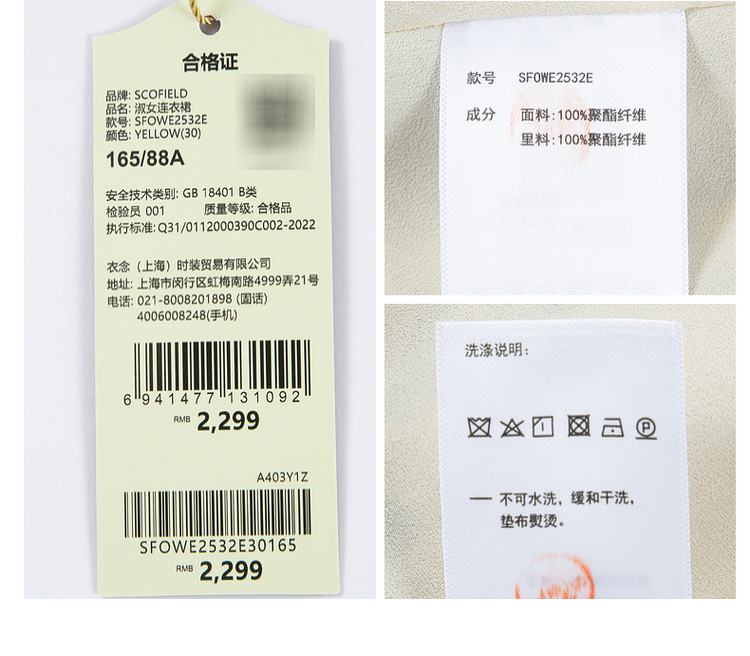 合格证
品牌: SCOFIELD
品名: 淑女连衣裙
款号: SFOWE2532E
颜色: YELLOW(30)
165/88A
安全技术类别: GB 18401 B类
检验员 001 质量等级: 合格品
执行标准: Q31/0112000390C002-2022
衣念（上海）时装贸易有限公司
地址: 上海市闵行区虹梅南路4999弄21号
电话: 021-8008201898 (固话)
4006008248(手机)
6 941477 131092
RMB 2,299
A403Y1Z
SFOWE2532E30165
RMB 2,299
款号 SFOWE2532E
成分 面料:100%聚酯纤维
里料:100%聚酯纤维
洗涤说明:
P
一 不可水洗，缓和干洗，
垫布熨烫。